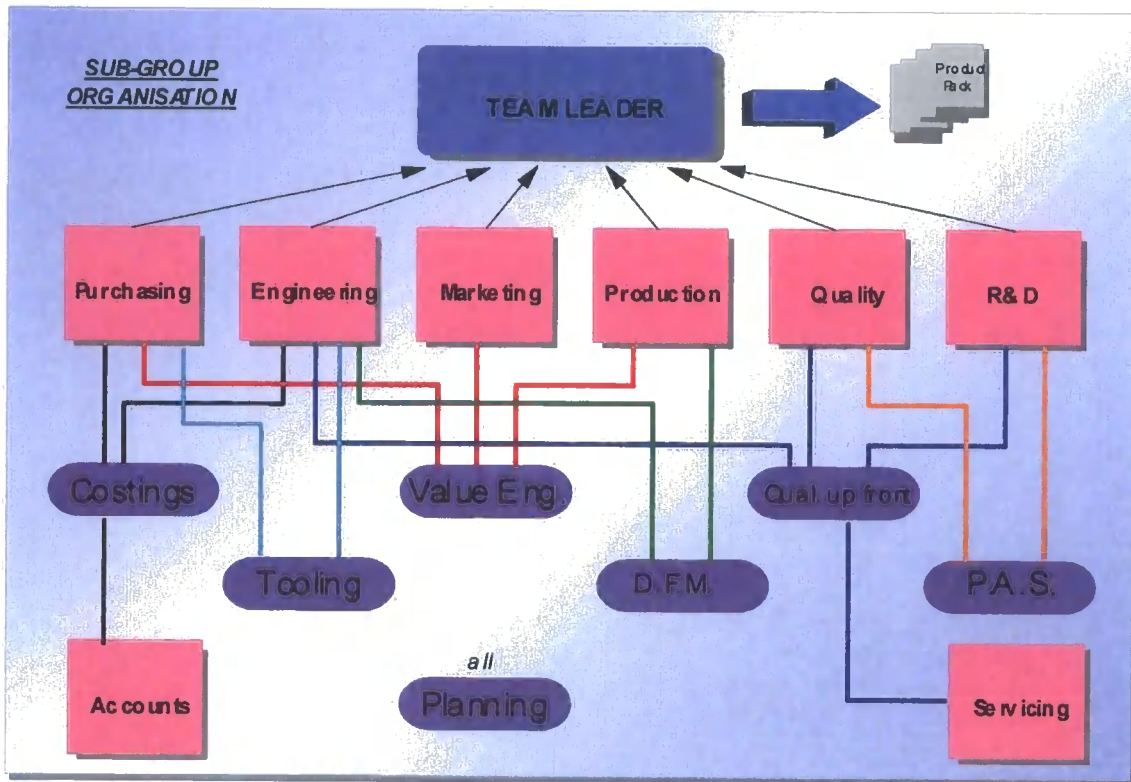 SUB-GROUP
ORGANISATION
TEAM LEADER
Product
Pack
Purchasing
Engineering
Marketing
Production
Quality
R&D
Costings
Value Eng.
Qual. up front
Tooling
D.F.M.
P.A.S.
Accounts
all
Planning
Servicing